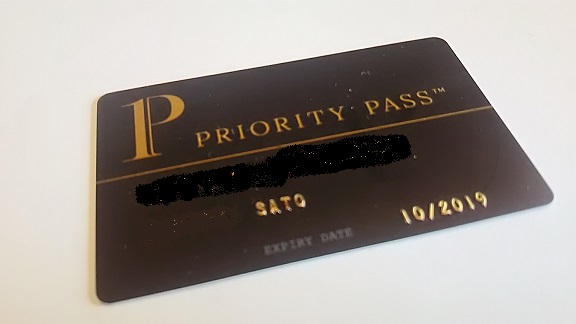 P
PRIORITY PASS™
SATO
10/2019
EXPIRY DATE